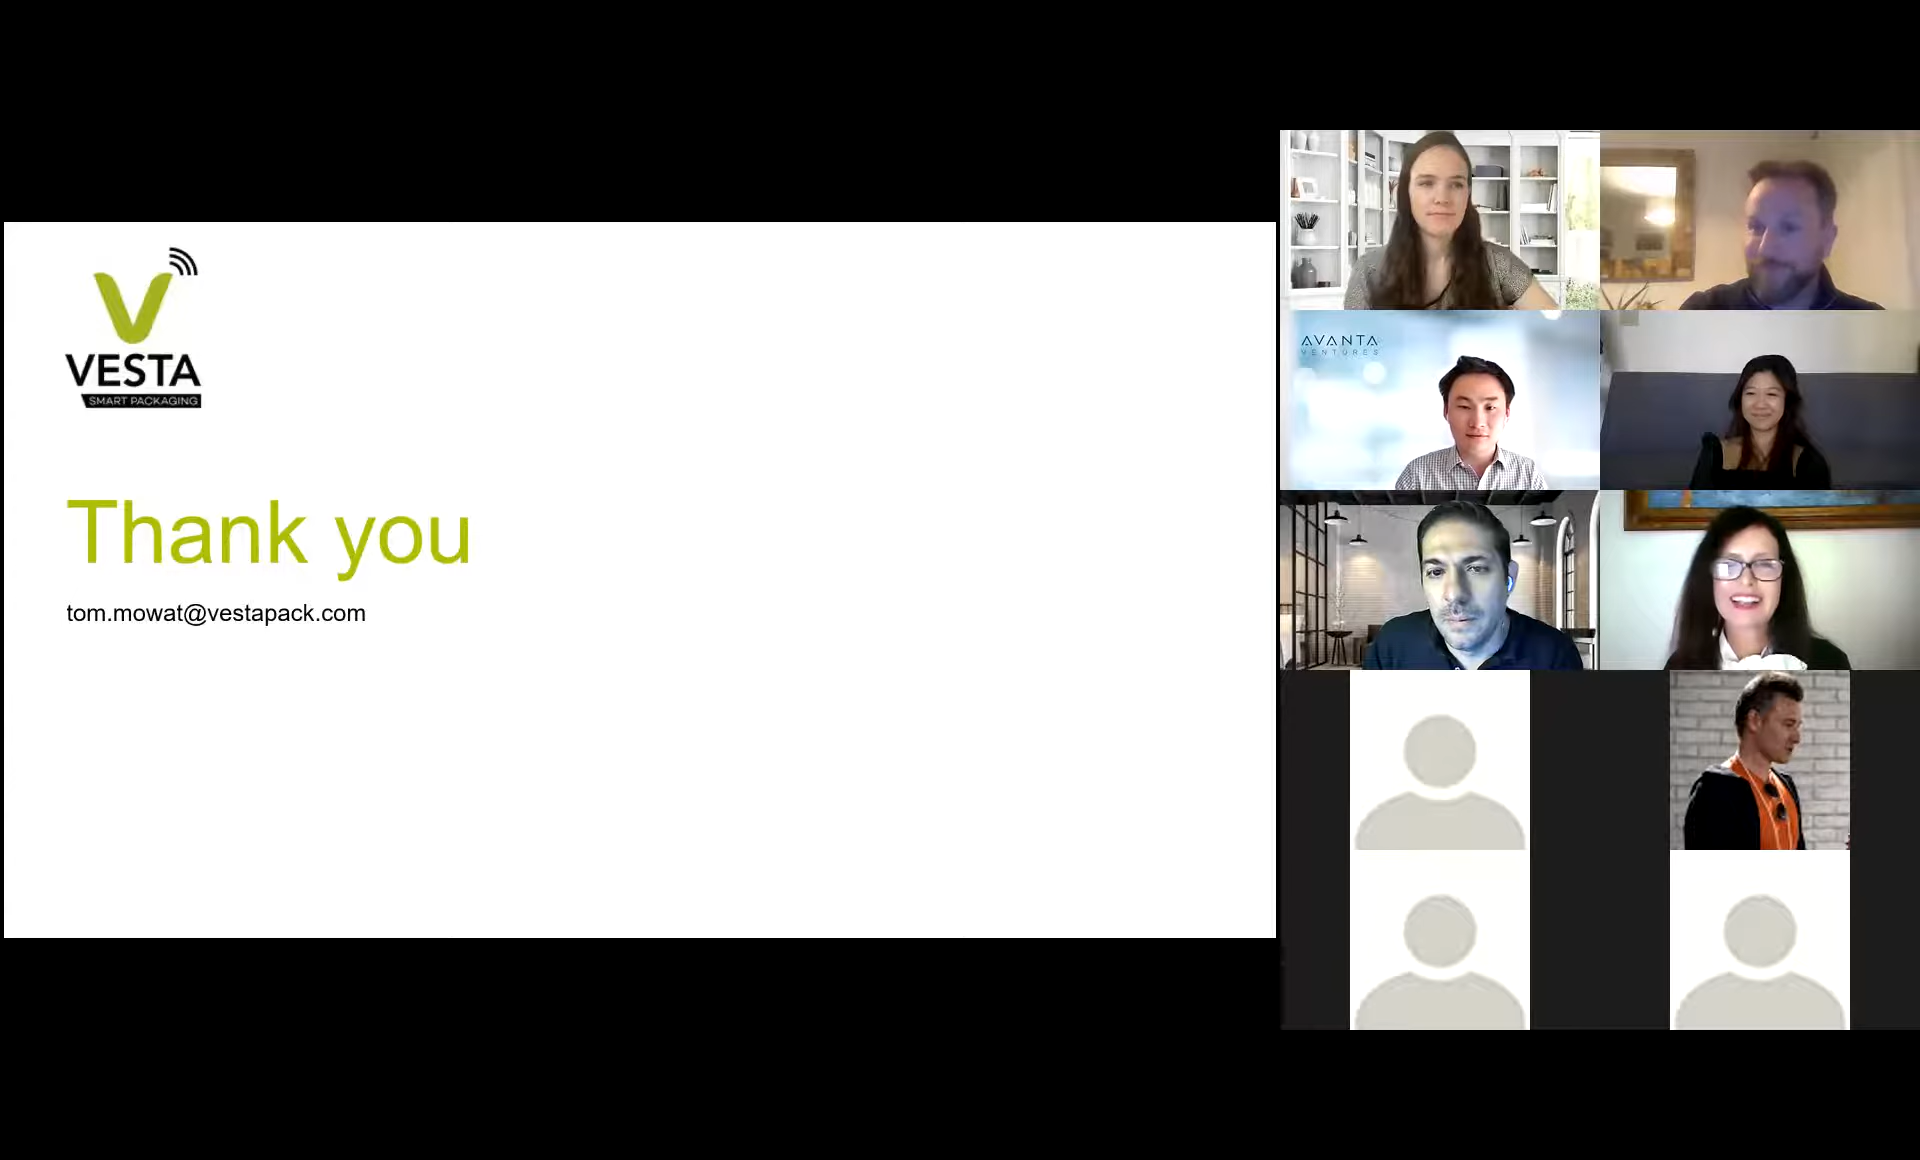 VESTA
SMART PACKAGING
Thank you
tom.mowat@vestapack.com
AVANTA
VENTURES